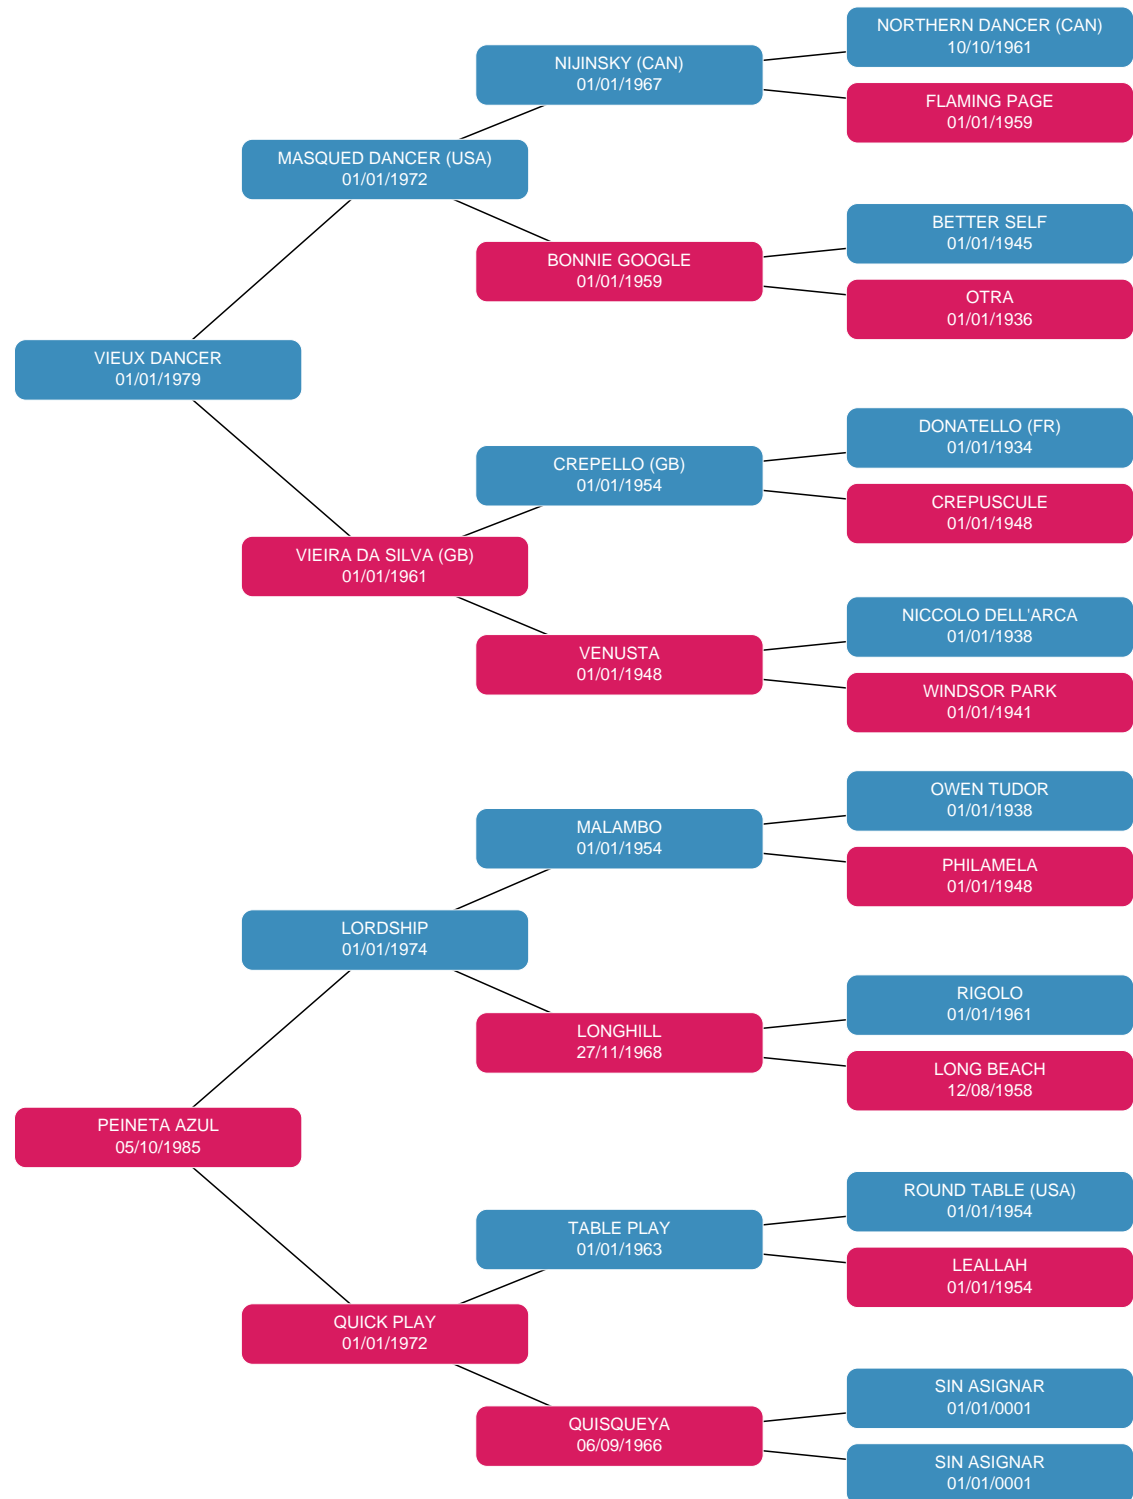 NORTHERN DANCER (CAN)
10/10/1961
NIJINSKY (CAN)
01/01/1967
FLAMING PAGE
01/01/1959
MASQUED DANCER (USA)
01/01/1972
BETTER SELF
01/01/1945
BONNIE GOOGLE
01/01/1959
OTRA
01/01/1936
VIEUX DANCER
01/01/1979
DONATELLO (FR)
01/01/1934
CREPELLO (GB)
01/01/1954
CREPUSCULE
01/01/1948
VIEIRA DA SILVA (GB)
01/01/1961
NICCOLO DELL'ARCA
01/01/1938
VENUSTA
01/01/1948
WINDSOR PARK
01/01/1941
OWEN TUDOR
01/01/1938
MALAMBO
01/01/1954
PHILAMELA
01/01/1948
LORDSHIP
01/01/1974
RIGOLO
01/01/1961
LONGHILL
27/11/1968
LONG BEACH
12/08/1958
PEINETA AZUL
05/10/1985
ROUND TABLE (USA)
01/01/1954
TABLE PLAY
01/01/1963
LEALLAH
01/01/1954
QUICK PLAY
01/01/1972
SIN ASIGNAR
01/01/0001
QUISQUEYA
06/09/1966
SIN ASIGNAR
01/01/0001